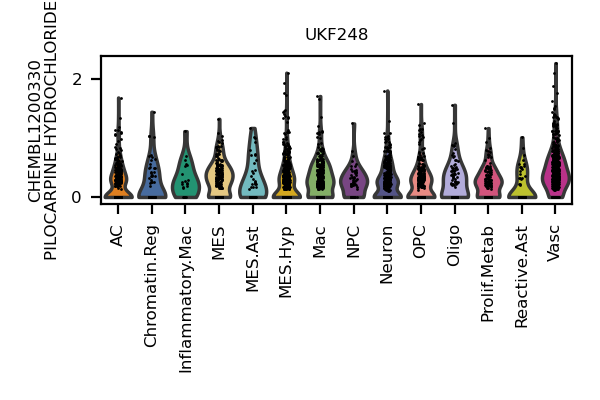 UKF248
CHEMBL1200330
PILOCARPINE HYDROCHLORIDE
2
0
AC
Chromatin.Reg
Inflammatory.Mac
MES
MES.Ast
MES.Hyp
Mac
NPC
Neuron
OPC
Oligo
Prolif.Metab
Reactive.Ast
Vasc